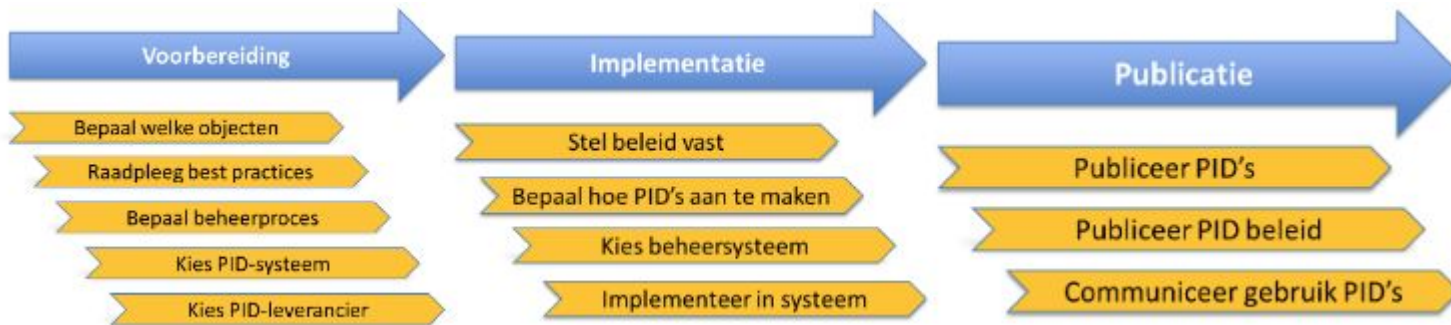 Voorbereiding
Bepaal welke objecten
Raadpleeg best practices
Bepaal beheerproces
Kies PID-systeem
Kies PID-leverancier
Implementatie
Stel beleid vast
Bepaal hoe PID's aan te maken
Kies beheersysteem
Implementeer in systeem
Publicatie
Publiceer PID's
Publiceer PID beleid
Communiceer gebruik PID's